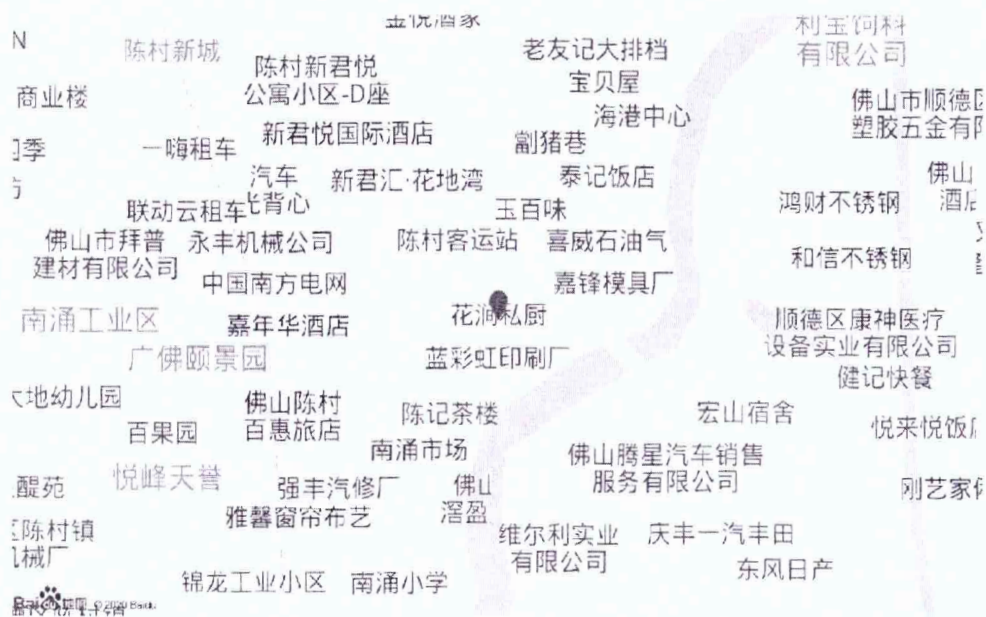 金悦酒家
利宝饲料
有限公司
N
陈村新城
老友记大排档
陈村新君悦
公寓小区-D座
宝贝屋
商业楼
海港中心
佛山市顺德区
塑胶五金有限
新君悦国际酒店
劏猪巷
一嗨租车
四季
汽车
新君汇·花地湾
泰记饭店
佛山
酒店
联动云租车
背心
玉百味
鸿财不锈钢
佛山市拜普
建材有限公司
永丰机械公司
陈村客运站
喜威石油气
和信不锈钢
中国南方电网
嘉锋模具厂
南涌工业区
嘉年华酒店
花涧私厨
顺德区康神医疗
设备实业有限公司
广佛颐景园
蓝彩虹印刷厂
健记快餐
大地幼儿园
佛山陈村
百惠旅店
陈记茶楼
宏山宿舍
百果园
悦来悦饭店
南涌市场
佛山腾星汽车销售
服务有限公司
悦峰天誉
醍苑
强丰汽修厂
佛山
滘盈
刚艺家
雅馨窗帘布艺
区陈村镇
机械厂
维尔利实业
有限公司
庆丰一汽丰田
东风日产
锦龙工业小区
南涌小学
Bai 地图 © 2020 Baidu